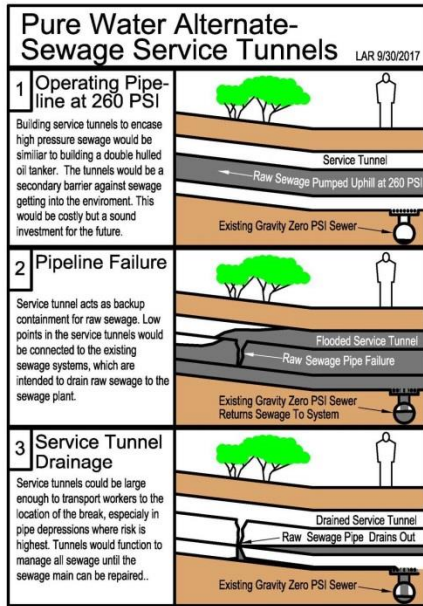 Pure Water Alternate-
Sewage Service Tunnels LAR 9/30/2017
1 Operating Pipe-
line at 260 PSI
Building service tunnels to encase
high pressure sewage would be
similiar to building a double hulled
oil tanker. The tunnels would be a
secondary barrier against sewage
getting into the enviroment. This
would be costly but a sound
investment for the future.
Service Tunnel
Raw Sewage Pumped Uphill at 260 PSI
Existing Gravity Zero PSI Sewer
2 Pipeline Failure
Service tunnel acts as backup
containment for raw sewage. Low
points in the service tunnels would
be connected to the existing
sewage systems, which are
intended to drain raw sewage to the
sewage plant.
Flooded Service Tunnel
Raw Sewage Pipe Failure
Existing Gravity Zero PSI Sewer
Returns Sewage To System
3 Service Tunnel
Drainage
Service tunnels could be large
enough to transport workers to the
location of the break, especialy in
pipe depressions where risk is
highest. Tunnels would function to
manage all sewage until the
sewage main can be repaired..
Drained Service Tunnel
Raw Sewage Pipe Drains Out
Existing Gravity Zero PSI Sewer